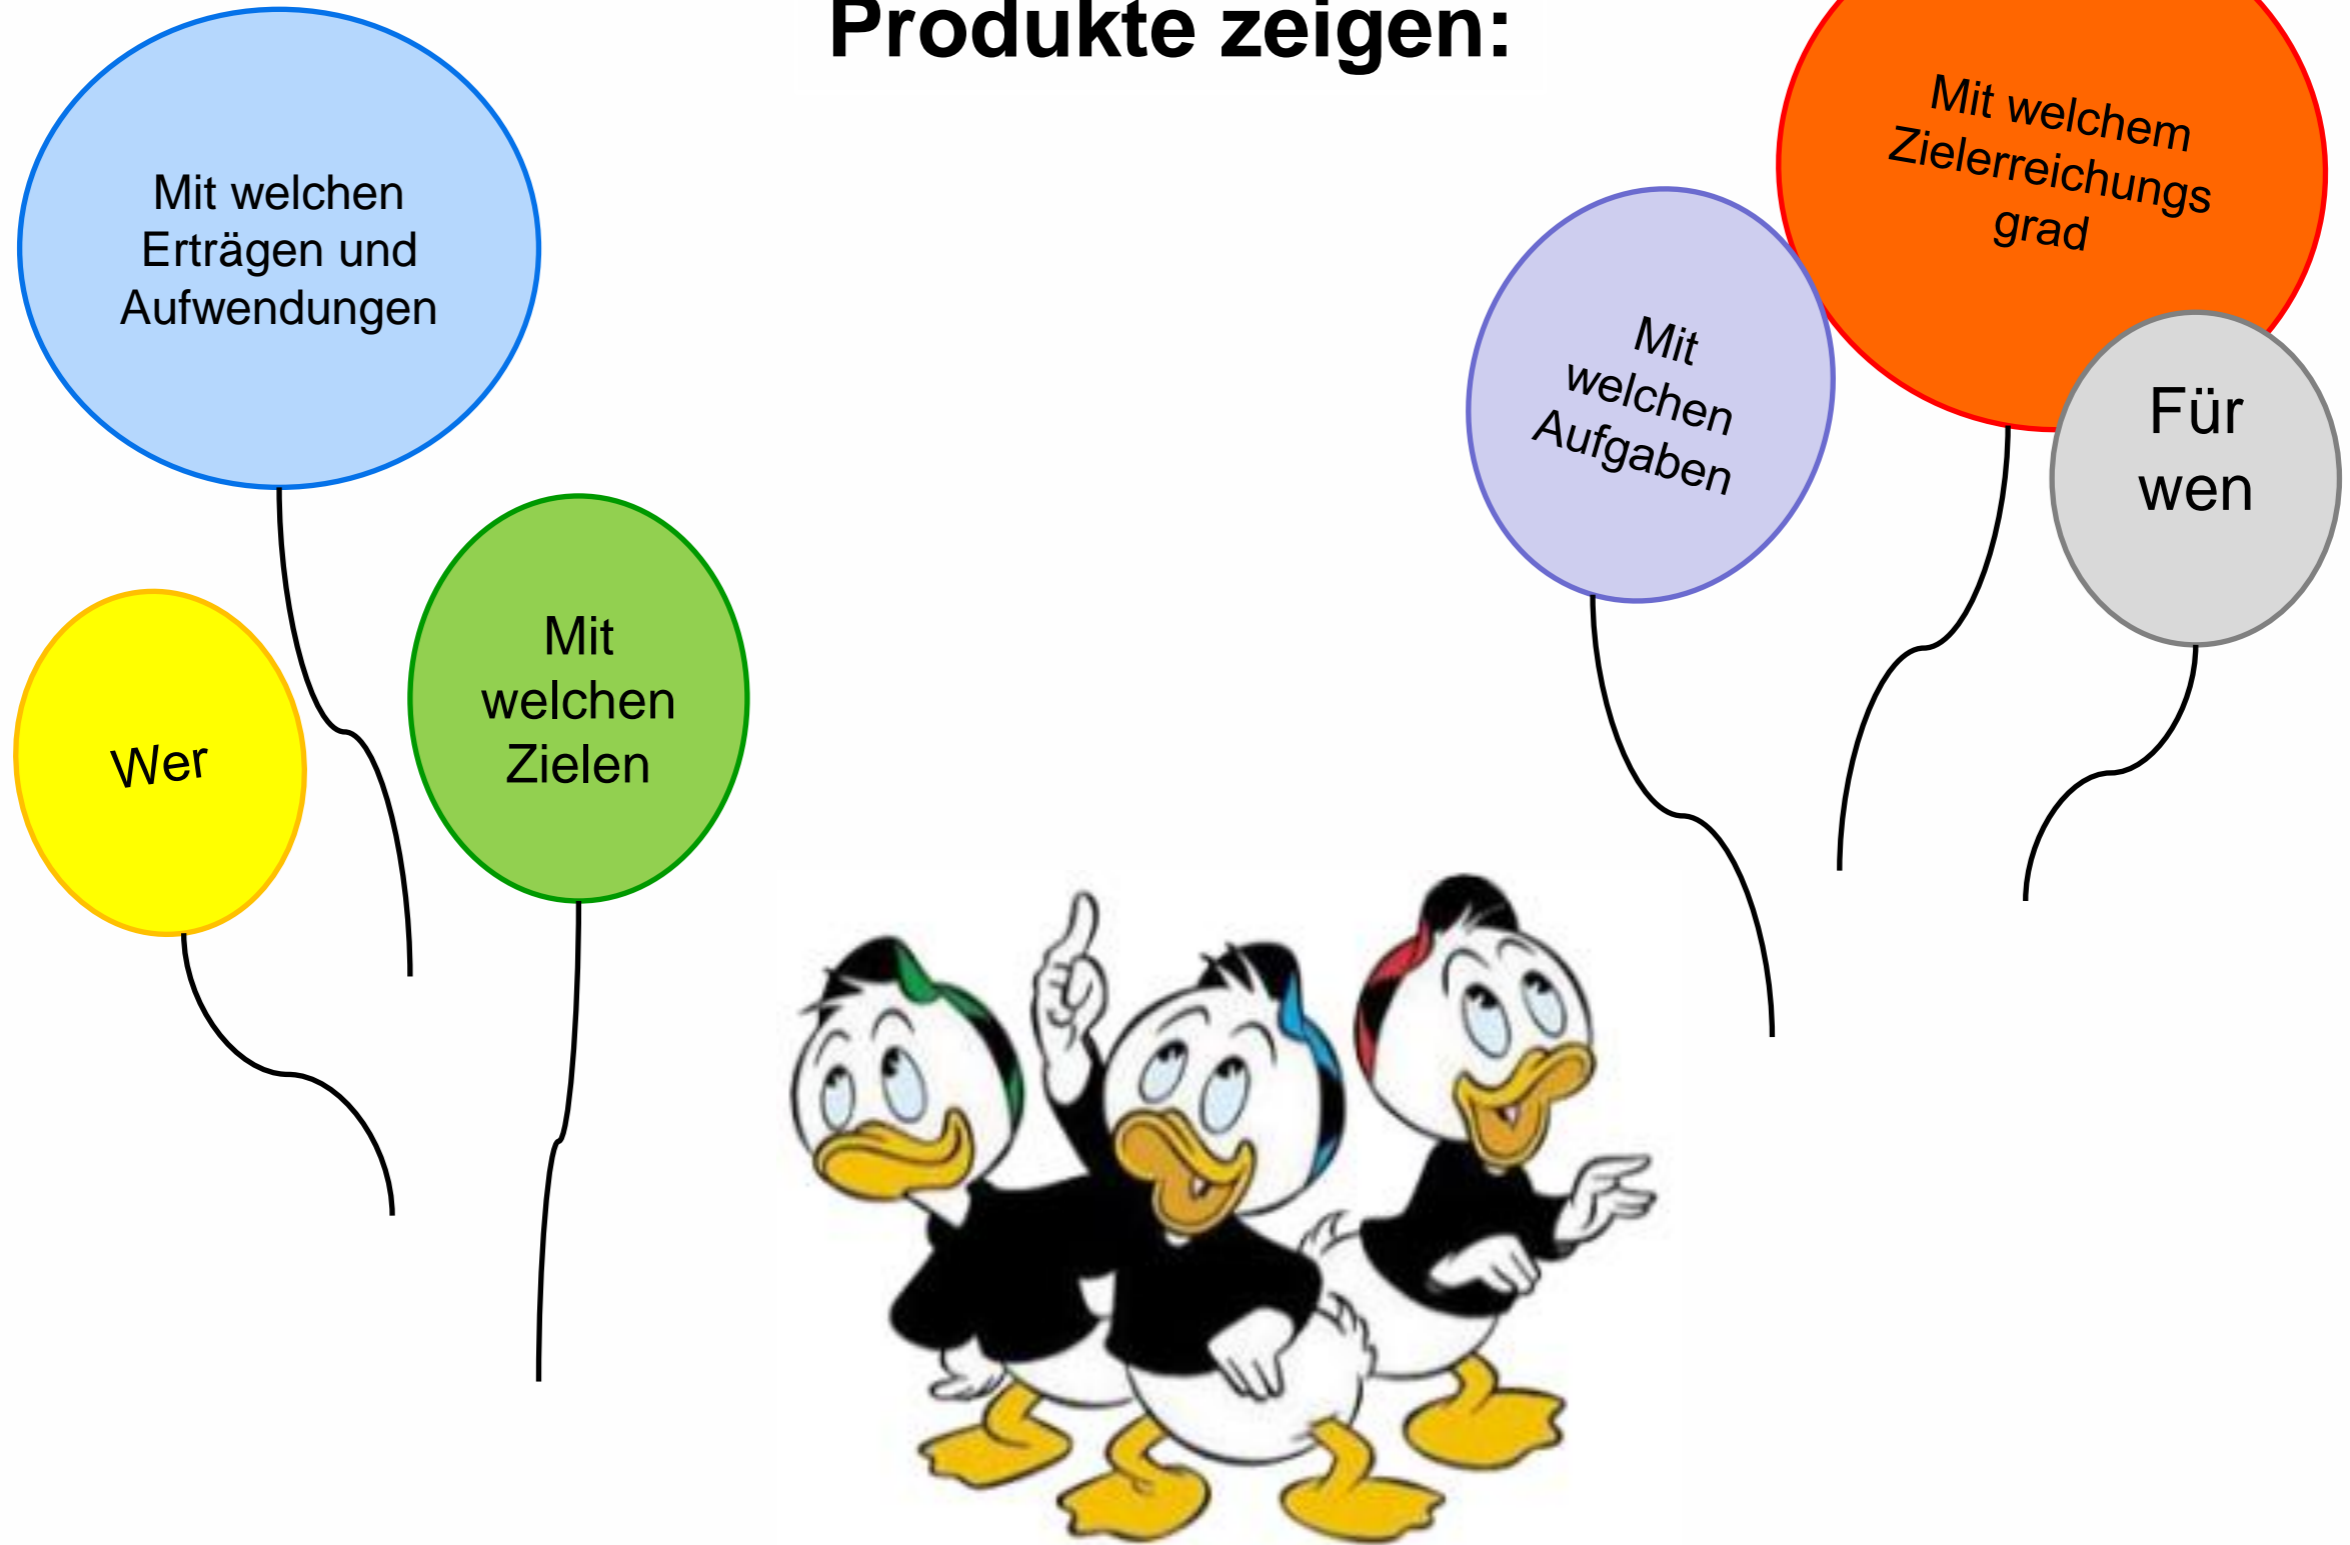 Produkte zeigen:
Mit welchen
Erträgen und
Aufwendungen
Wer
Mit
welchen
Zielen
Mit
welchen
Aufgaben
Mit welchem
Zielerreichungs
grad
Für
wen